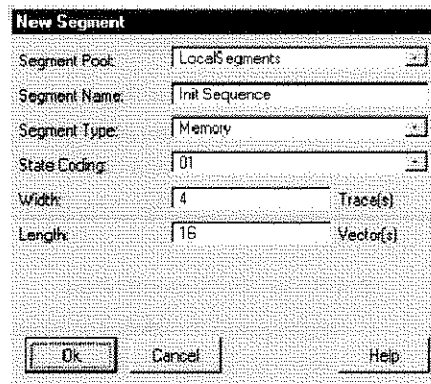 New Segment
Segment Pool: LocalSegments
Segment Name: Init Sequence
Segment Type: Memory
State Coding: 01
Width: 4 Trace(s)
Length: 16 Vector(s)
Ok Cancel Help